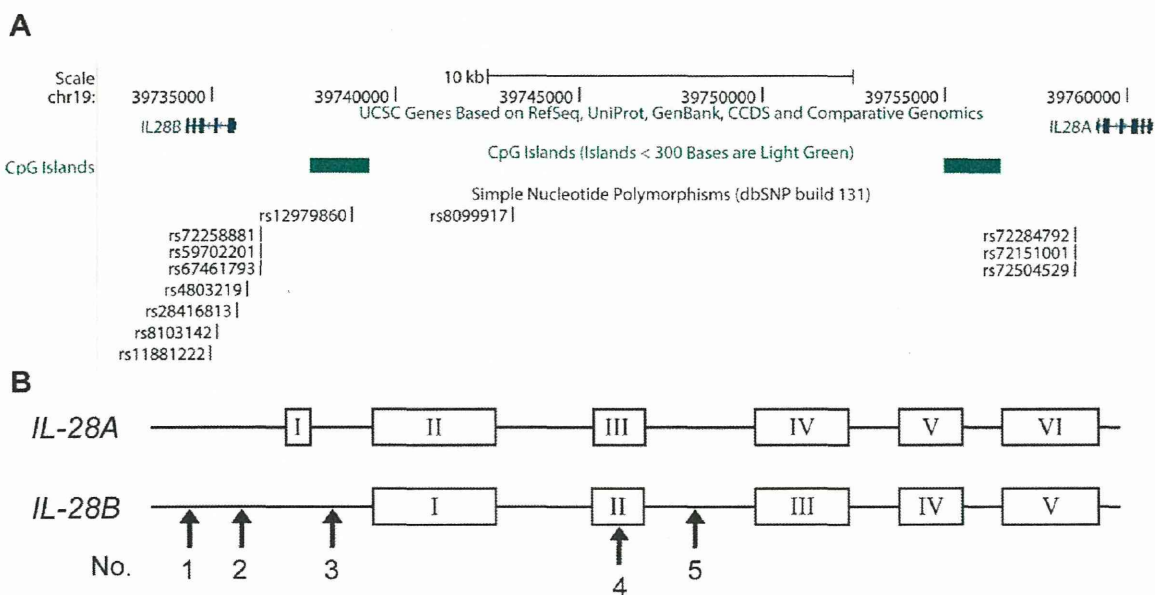 A
Scale
10 kb
chr19:
39735000
39740000
39745000
39750000
39755000
39760000
UCSC Genes Based on RefSeq, UniProt, GenBank, CCDS and Comparative Genomics
IL28B
IL28A
CpG Islands (Islands < 300 Bases are Light Green)
CpG Islands
Simple Nucleotide Polymorphisms (dbSNP build 131)
rs12979860
rs8099917
rs72258881
rs72284792
rs59702201
rs72151001
rs67461793
rs72504529
rs4803219
rs28416813
rs8103142
rs11881222
B
IL-28A
I
II
III
IV
V
VI
IL-28B
I
II
III
IV
V
No.
1
2
3
4
5